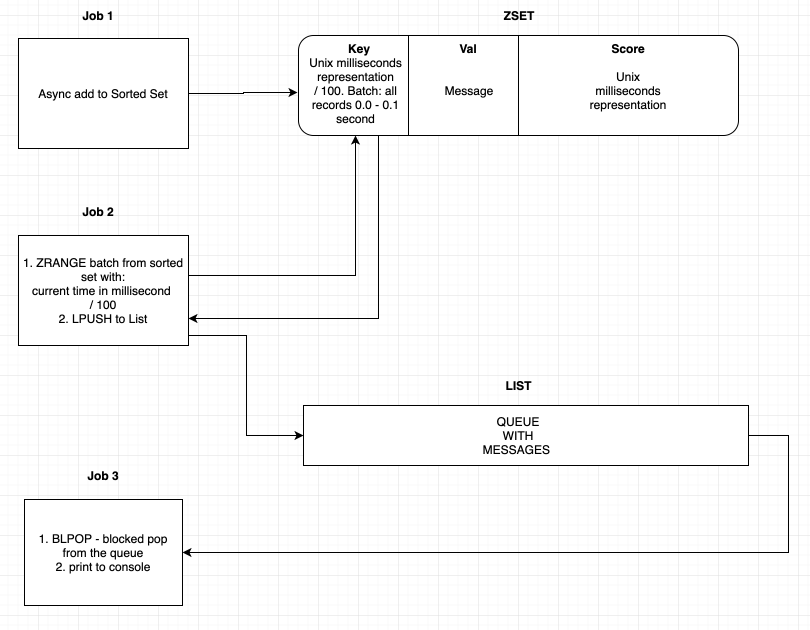 Job 1
Async add to Sorted Set
ZSET
Key
Unix milliseconds
representation
/ 100. Batch: all
records 0.0 - 0.1
second
Val
Message
Score
Unix
milliseconds
representation
Job 2
1. ZRANGE batch from sorted
set with:
current time in millisecond
/ 100
2. LPUSH to List
LIST
QUEUE
WITH
MESSAGES
Job 3
1. BLPOP - blocked pop
from the queue
2. print to console